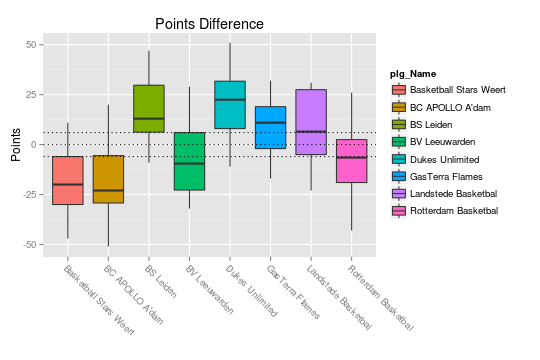 Points Difference
Points
50
25
0
-25
-50
Basketball Stars Weert
BC APOLLO A'dam
BS Leiden
BV Leeuwarden
Dukes Unlimited
GasTerra Flames
Landstede Basketbal
Rotterdam Basketbal
plg_Name
Basketball Stars Weert
BC APOLLO A'dam
BS Leiden
BV Leeuwarden
Dukes Unlimited
GasTerra Flames
Landstede Basketbal
Rotterdam Basketbal